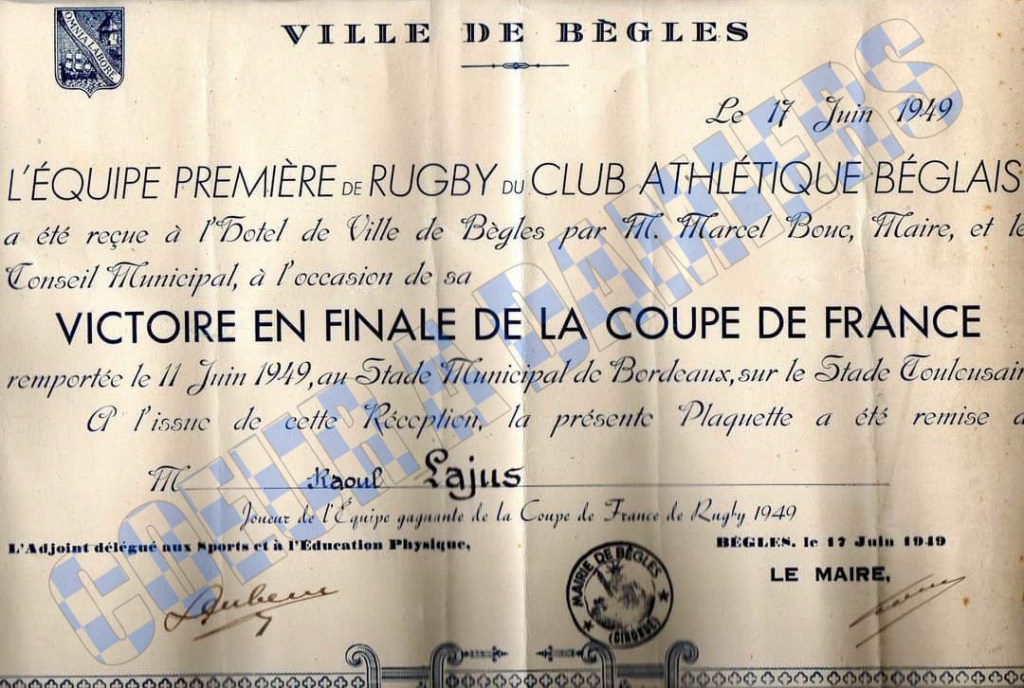 OMNIA LABORE
VILLE DE BÈGLES
Le 17 Juin 1949
L'ÉQUIPE PREMIÈRE DE RUGBY DU CLUB ATHLÉTIQUE BÉGLAIS
a été reçue à l'Hotel de Ville de Bègles par M. Marcel Bouc, Maire, et le
Conseil Municipal, à l'occasion de sa
VICTOIRE EN FINALE DE LA COUPE DE FRANCE
remportée le 11 Juin 1949, au Stade Municipal de Bordeaux, sur le Stade Toulousain
A l'issue de cette Réception, la présente Plaquette a été remise a
M Raoul Lajus
Joueur de l'Équipe gagnante de la Coupe de France de Rugby 1949
L'Adjoint délégué aux Sports et à l'Éducation Physique,
BÈGLES, le 17 Juin 1949
LE MAIRE,
MAIRIE DE BÈGLES
(GIRONDE)